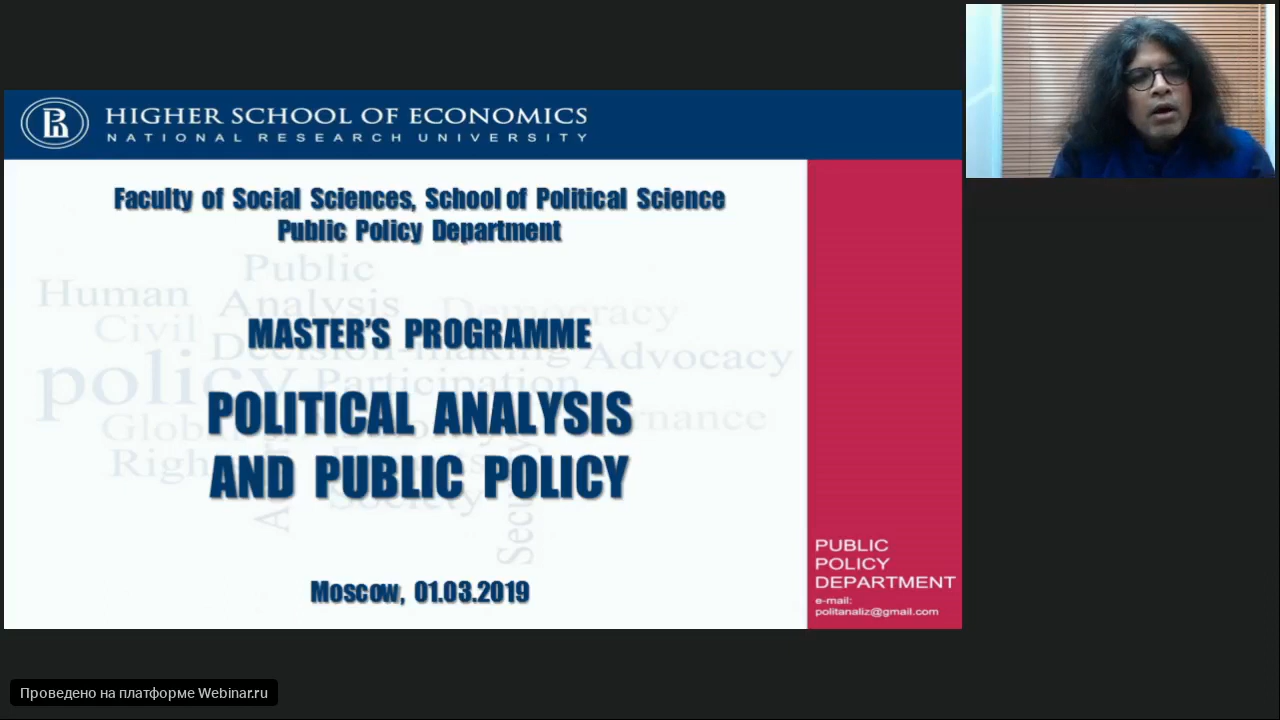 HIGHER SCHOOL OF ECONOMICS
NATIONAL RESEARCH UNIVERSITY
Faculty of Social Sciences, School of Political Science
Public Policy Department
Public
Human
Analysis
Democracy
Civil
MASTER'S PROGRAMME
Decision-making
Advocacy
policy
Participation
POLITICAL ANALYSIS
AND PUBLIC POLICY
Society
Security
Moscow, 01.03.2019
PUBLIC
POLICY
DEPARTMENT
e-mail:
politanaliz@gmail.com
Проведено на платформе Webinar.ru